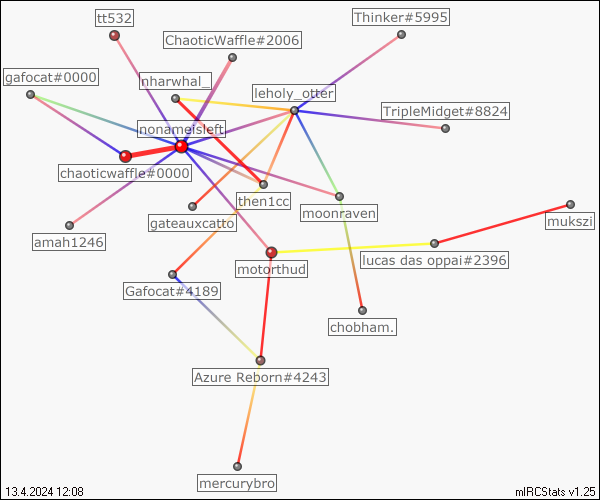 tt532
Thinker#5995
ChaoticWaffle#2006
gafocat#0000
nharwhal_
leholy_otter
TripleMidget#8824
nonameisleft
chaoticwaffle#0000
then1cc
moonraven
gateauxcatto
mukszi
amah1246
lucas das oppai#2396
motorthud
Gafocat#4189
chobham.
Azure Reborn#4243
mercurybro
13.4.2024 12:08
mIRCStats v1.25